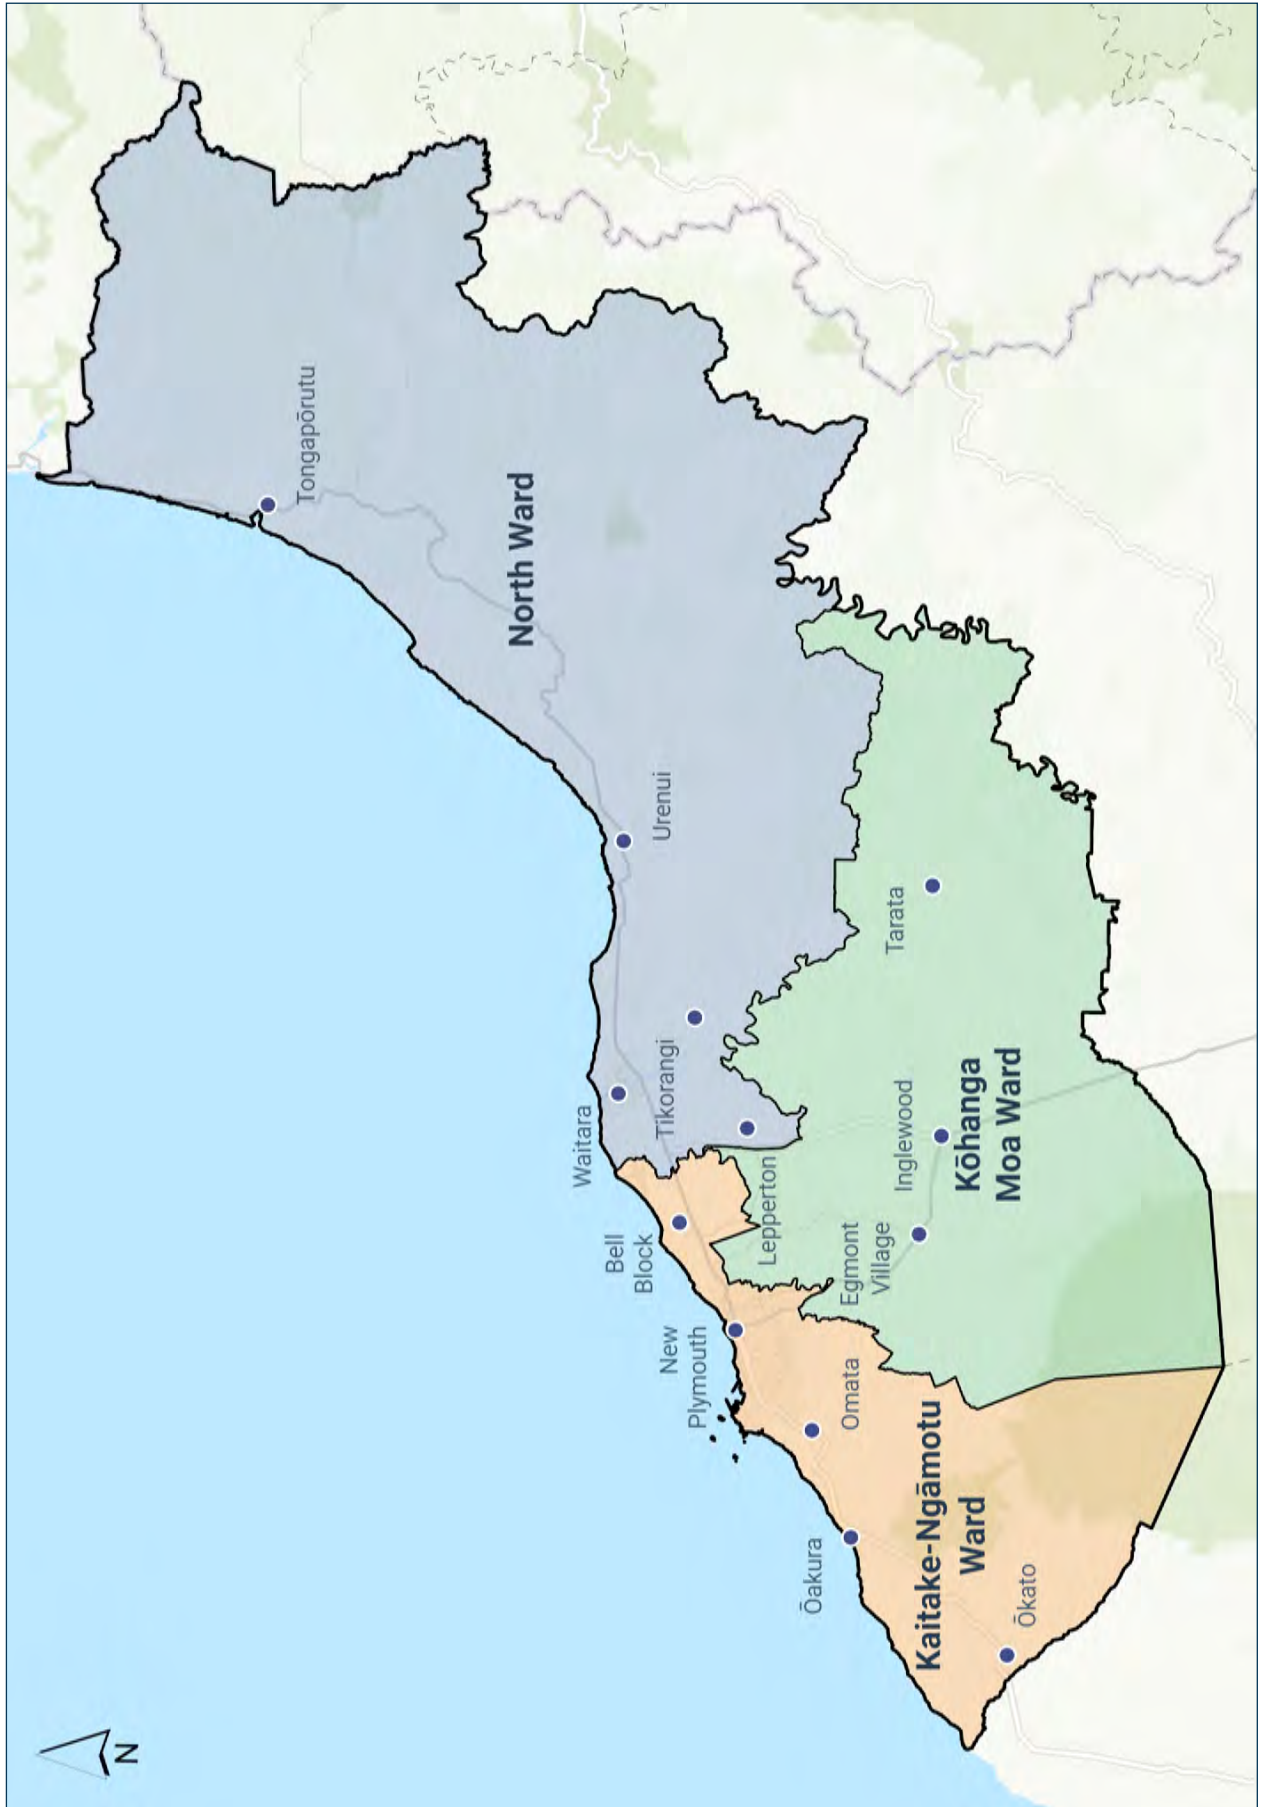 Tongapōrutu
North Ward
Urenui
Waitara
Tikorangi
Tarata
Bell
Block
Lepperton
Inglewood
Kōhanga
Moa Ward
New
Plymouth
Egmont
Village
Omata
Ōakura
Kaitake-Ngāmotu
Ward
Ōkato
N